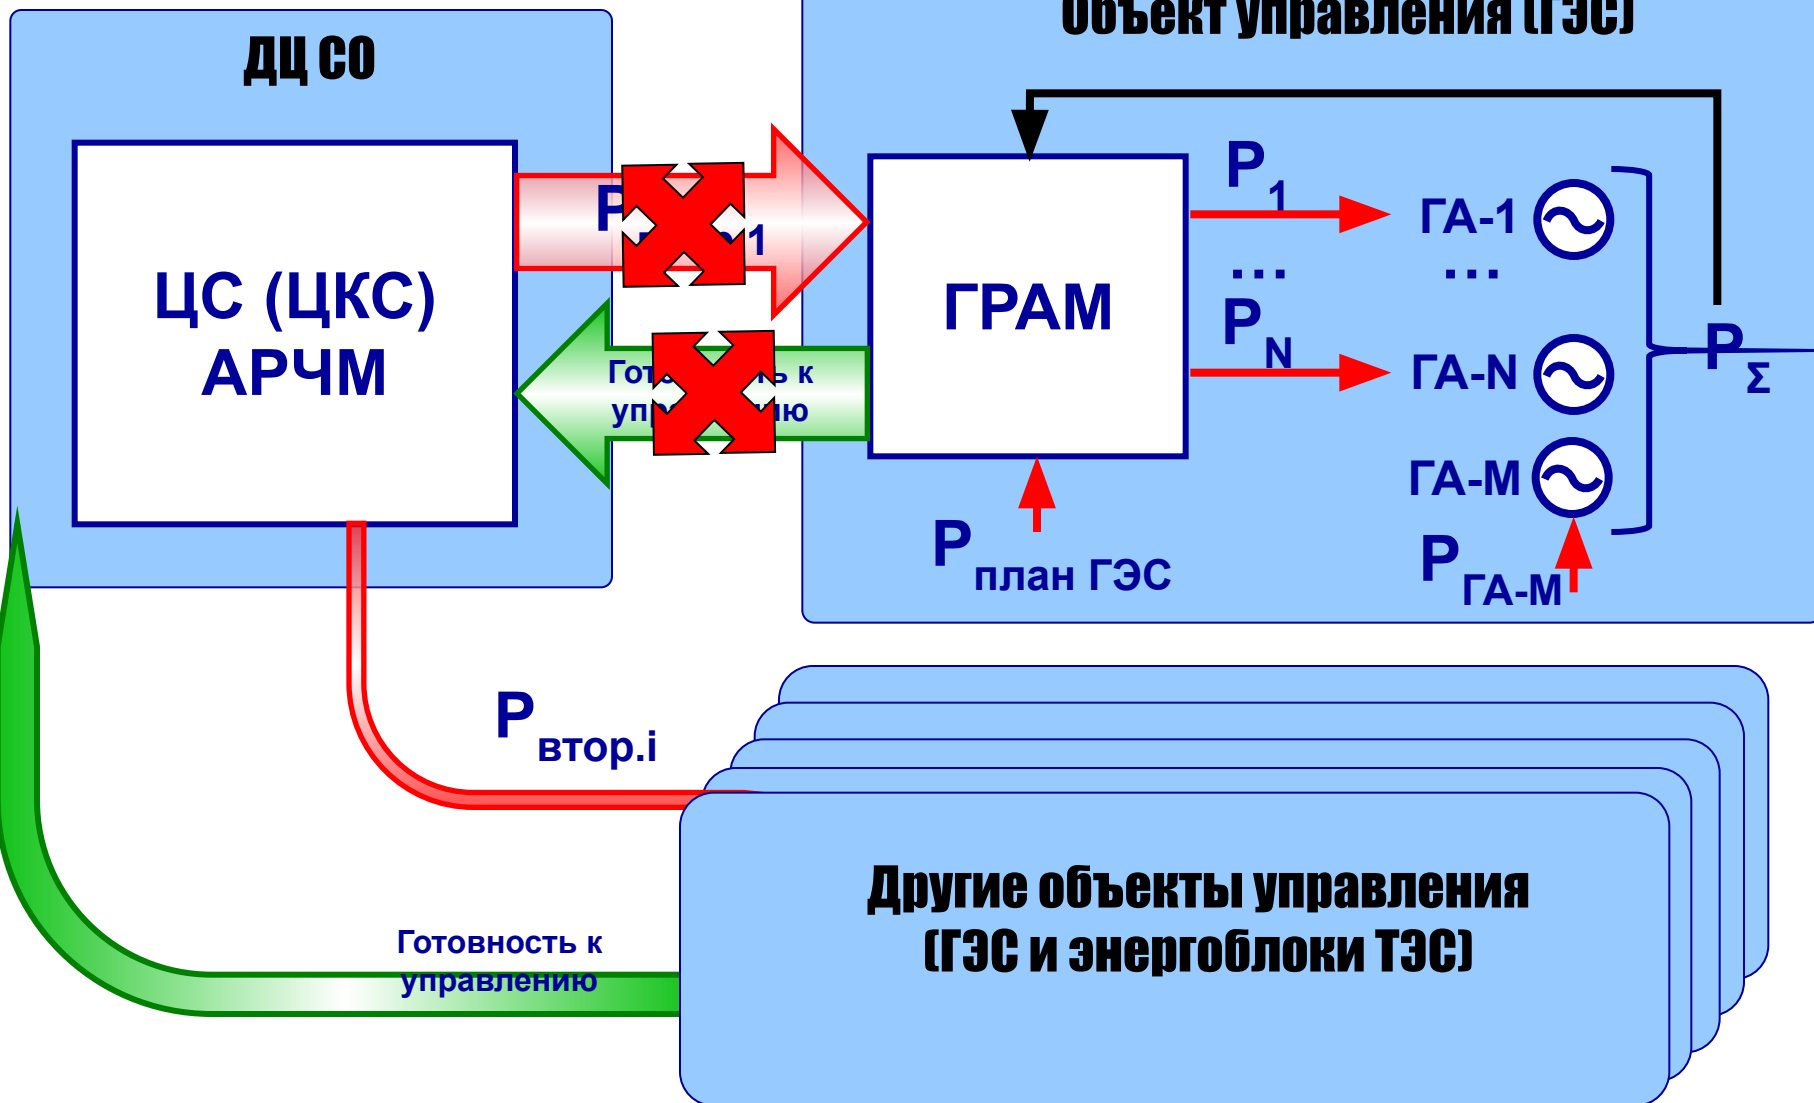 ДЦ СО
Объект управления (ГЭС)
ЦС (ЦКС)
АРЧМ
ГРАМ
P1
ГА-1
...
...
PN
ГА-N
PΣ
ГА-М
Pплан ГЭС
PГА-М
Pвтор.i
Другие объекты управления
(ГЭС и энергоблоки ТЭС)
Готовность к
управлению